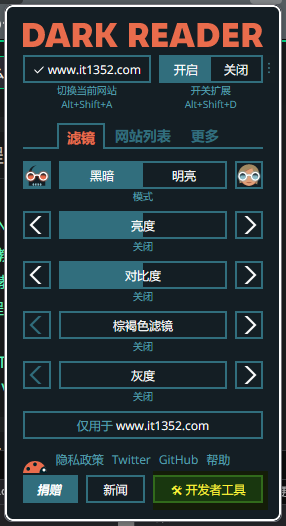 DARK READER
www.it1352.com 开启 关闭
切换当前网站 开关扩展
Alt+Shift+A Alt+Shift+D
滤镜 网站列表 更多
黑暗 明亮
模式
亮度
关闭
对比度
关闭
棕褐色滤镜
关闭
灰度
关闭
仅用于 www.it1352.com
隐私政策 Twitter GitHub 帮助
捐赠 新闻 🛠 开发者工具